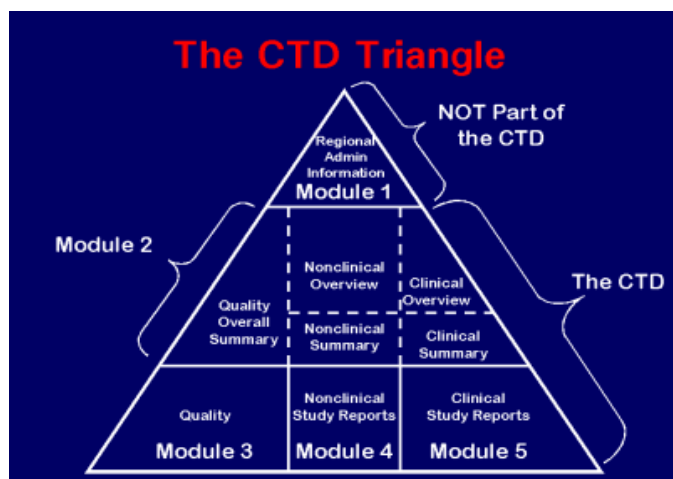 The CTD Triangle
NOT Part of
the CTD
Regional
Admin
Information
Module 1
Module 2
The CTD
Nonclinical
Overview
Clinical
Overview
Quality
Overall
Summary
Nonclinical
Summary
Clinical
Summary
Quality
Module 3
Nonclinical
Study Reports
Module 4
Clinical
Study Reports
Module 5